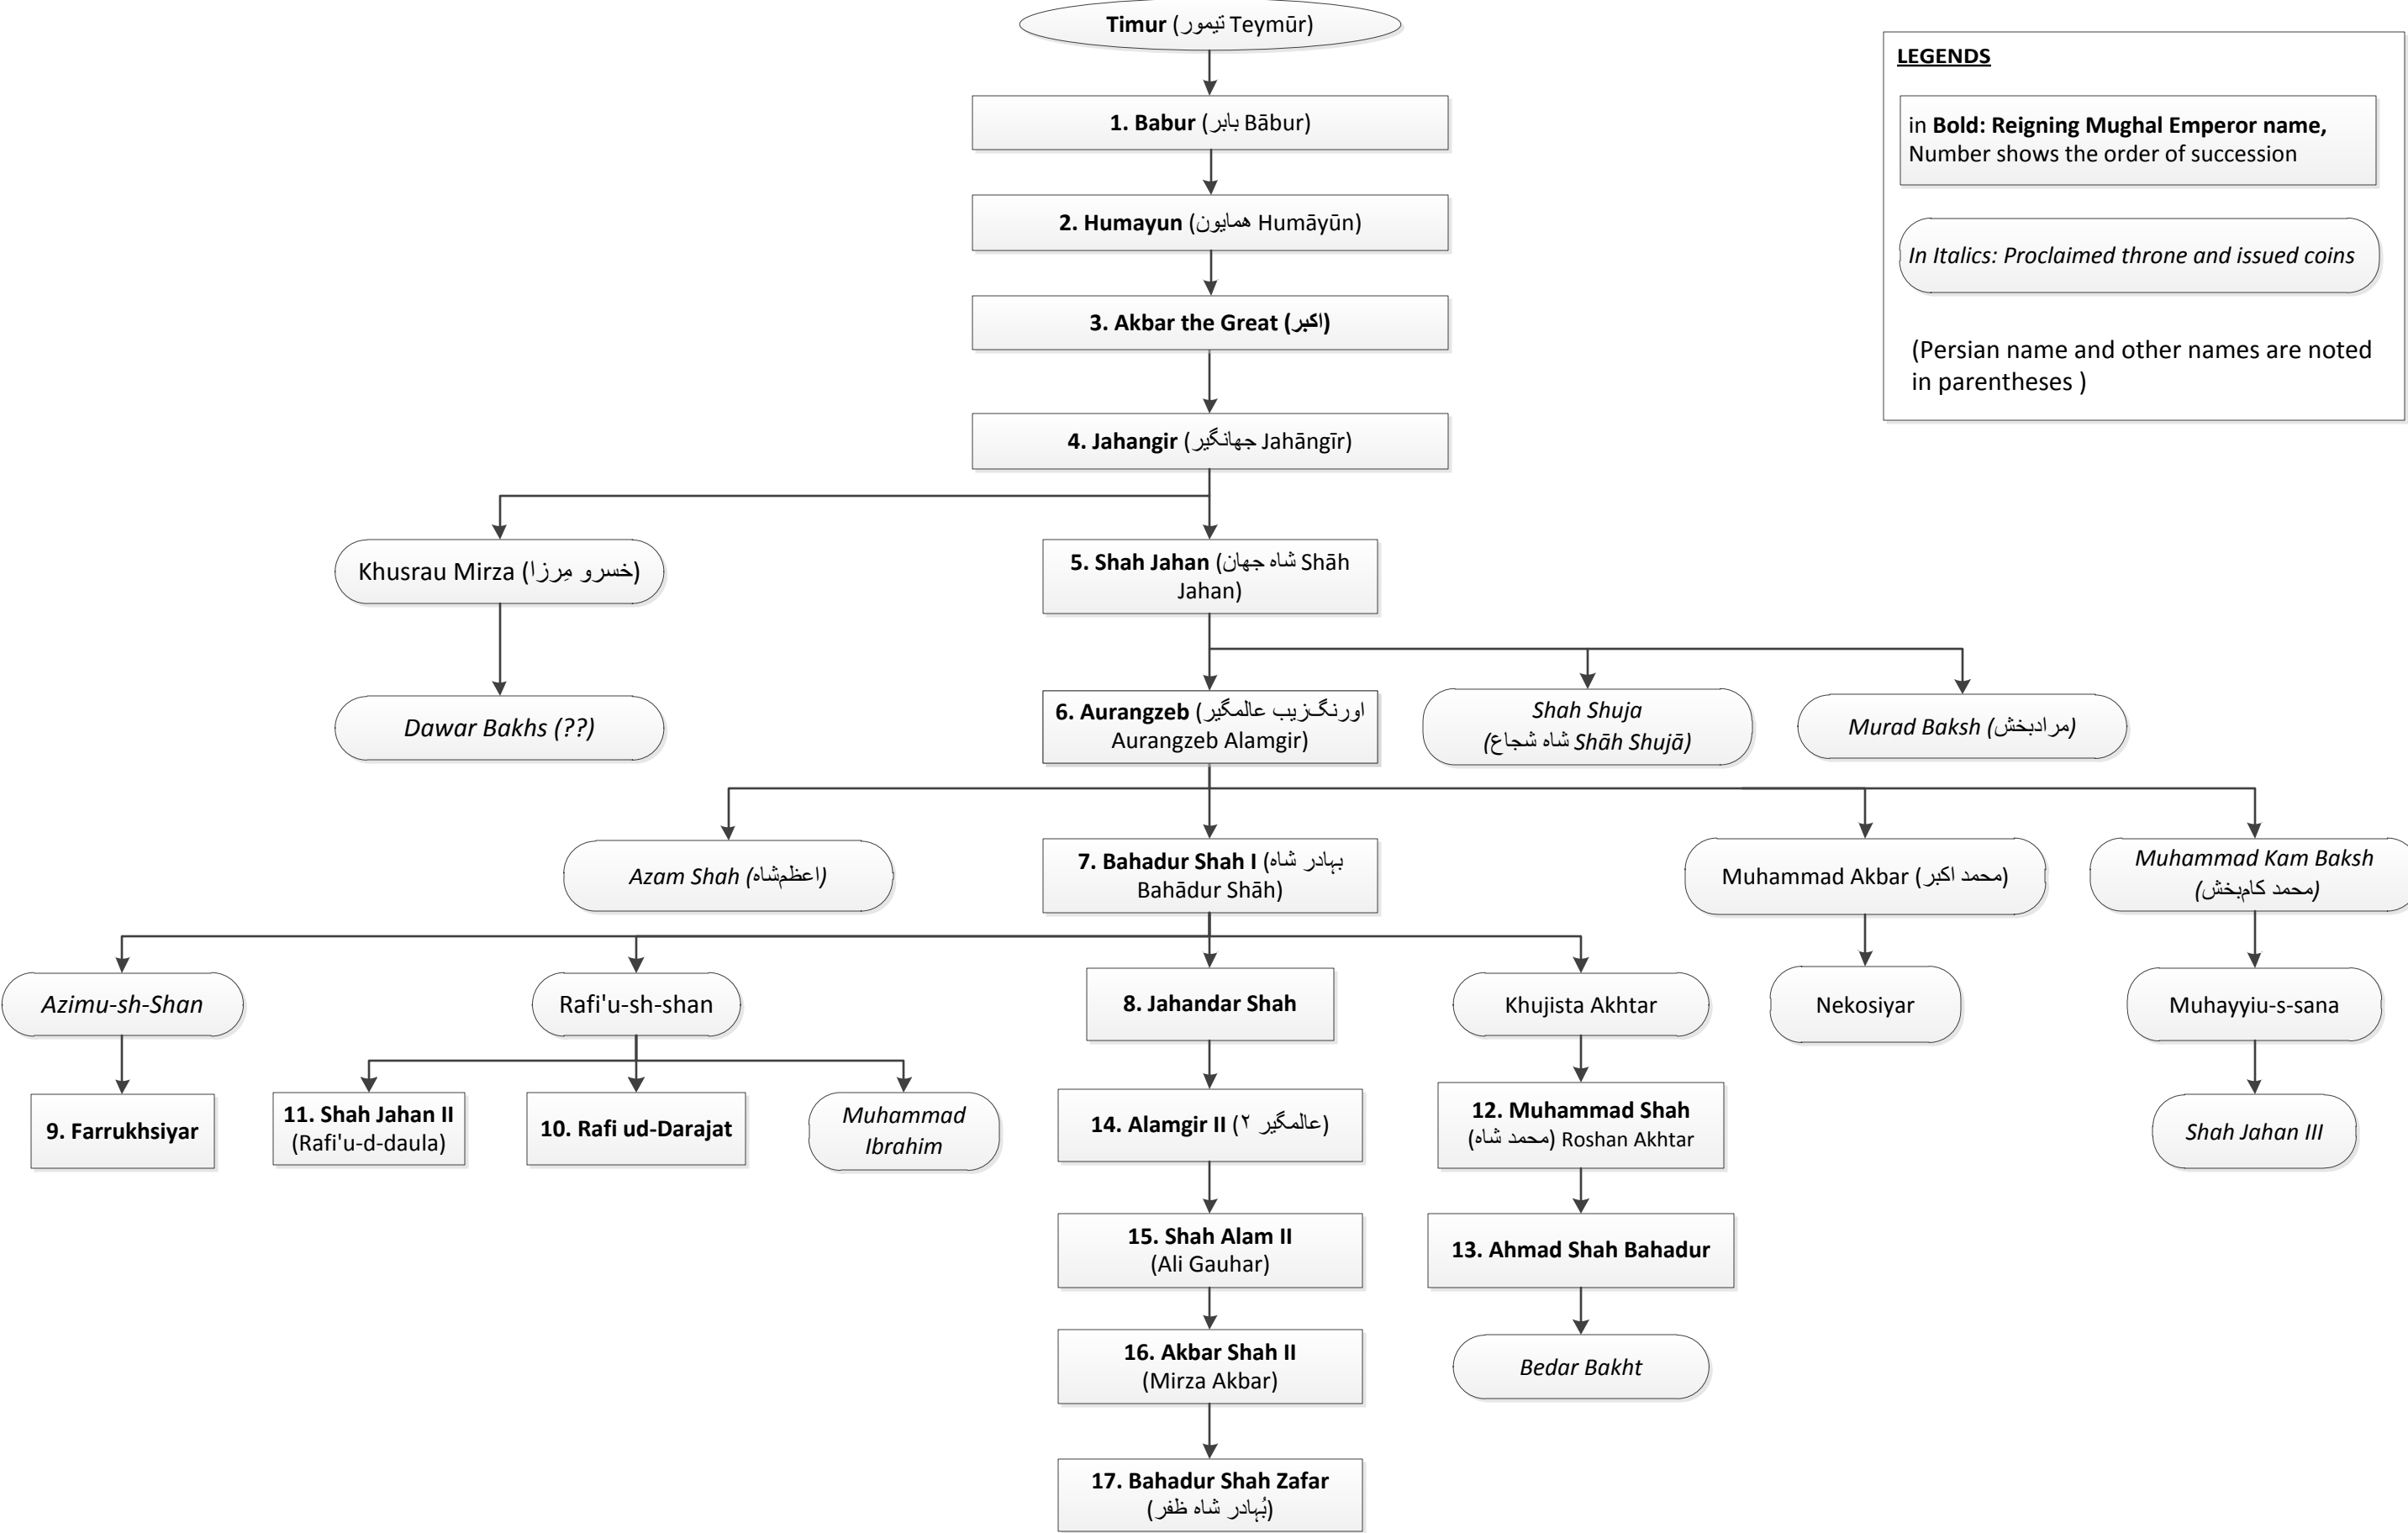 Timur (تیمور Teymūr)
LEGENDS
in Bold: Reigning Mughal Emperor name,
Number shows the order of succession
In Italics: Proclaimed throne and issued coins
(Persian name and other names are noted
in parentheses )
1. Babur (بابر Bābur)
2. Humayun (همایون Humāyūn)
3. Akbar the Great (اکبر)
4. Jahangir (جهانگیر Jahāngīr)
Khusrau Mirza (خسرو مِرزا)
5. Shah Jahan (شاه جهان Shāh
Jahan)
Dawar Bakhs (??)
6. Aurangzeb (اورنگ‌زیب عالمگیر
Aurangzeb Alamgir)
Shah Shuja
(شاه شجاع Shāh Shujā)
Murad Baksh (مرادبخش)
Azam Shah (اعظم‌شاه)
7. Bahadur Shah I (بہادر شاه
Bahādur Shāh)
Muhammad Akbar (محمد اکبر)
Muhammad Kam Baksh
(محمد کام‌بخش)
Azimu-sh-Shan
Rafi'u-sh-shan
8. Jahandar Shah
Khujista Akhtar
Nekosiyar
Muhayyiu-s-sana
9. Farrukhsiyar
11. Shah Jahan II
(Rafi'u-d-daula)
10. Rafi ud-Darajat
Muhammad
Ibrahim
14. Alamgir II (عالمگیر ۲)
12. Muhammad Shah
(محمد شاه) Roshan Akhtar
Shah Jahan III
15. Shah Alam II
(Ali Gauhar)
13. Ahmad Shah Bahadur
16. Akbar Shah II
(Mirza Akbar)
Bedar Bakht
17. Bahadur Shah Zafar
(بُہادر شاه ظفر)